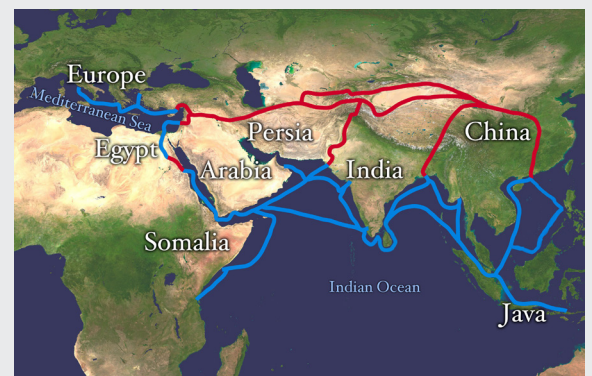 Europe
Mediterranean Sea
Egypt
Persia
China
Arabia
India
Somalia
Indian Ocean
Java